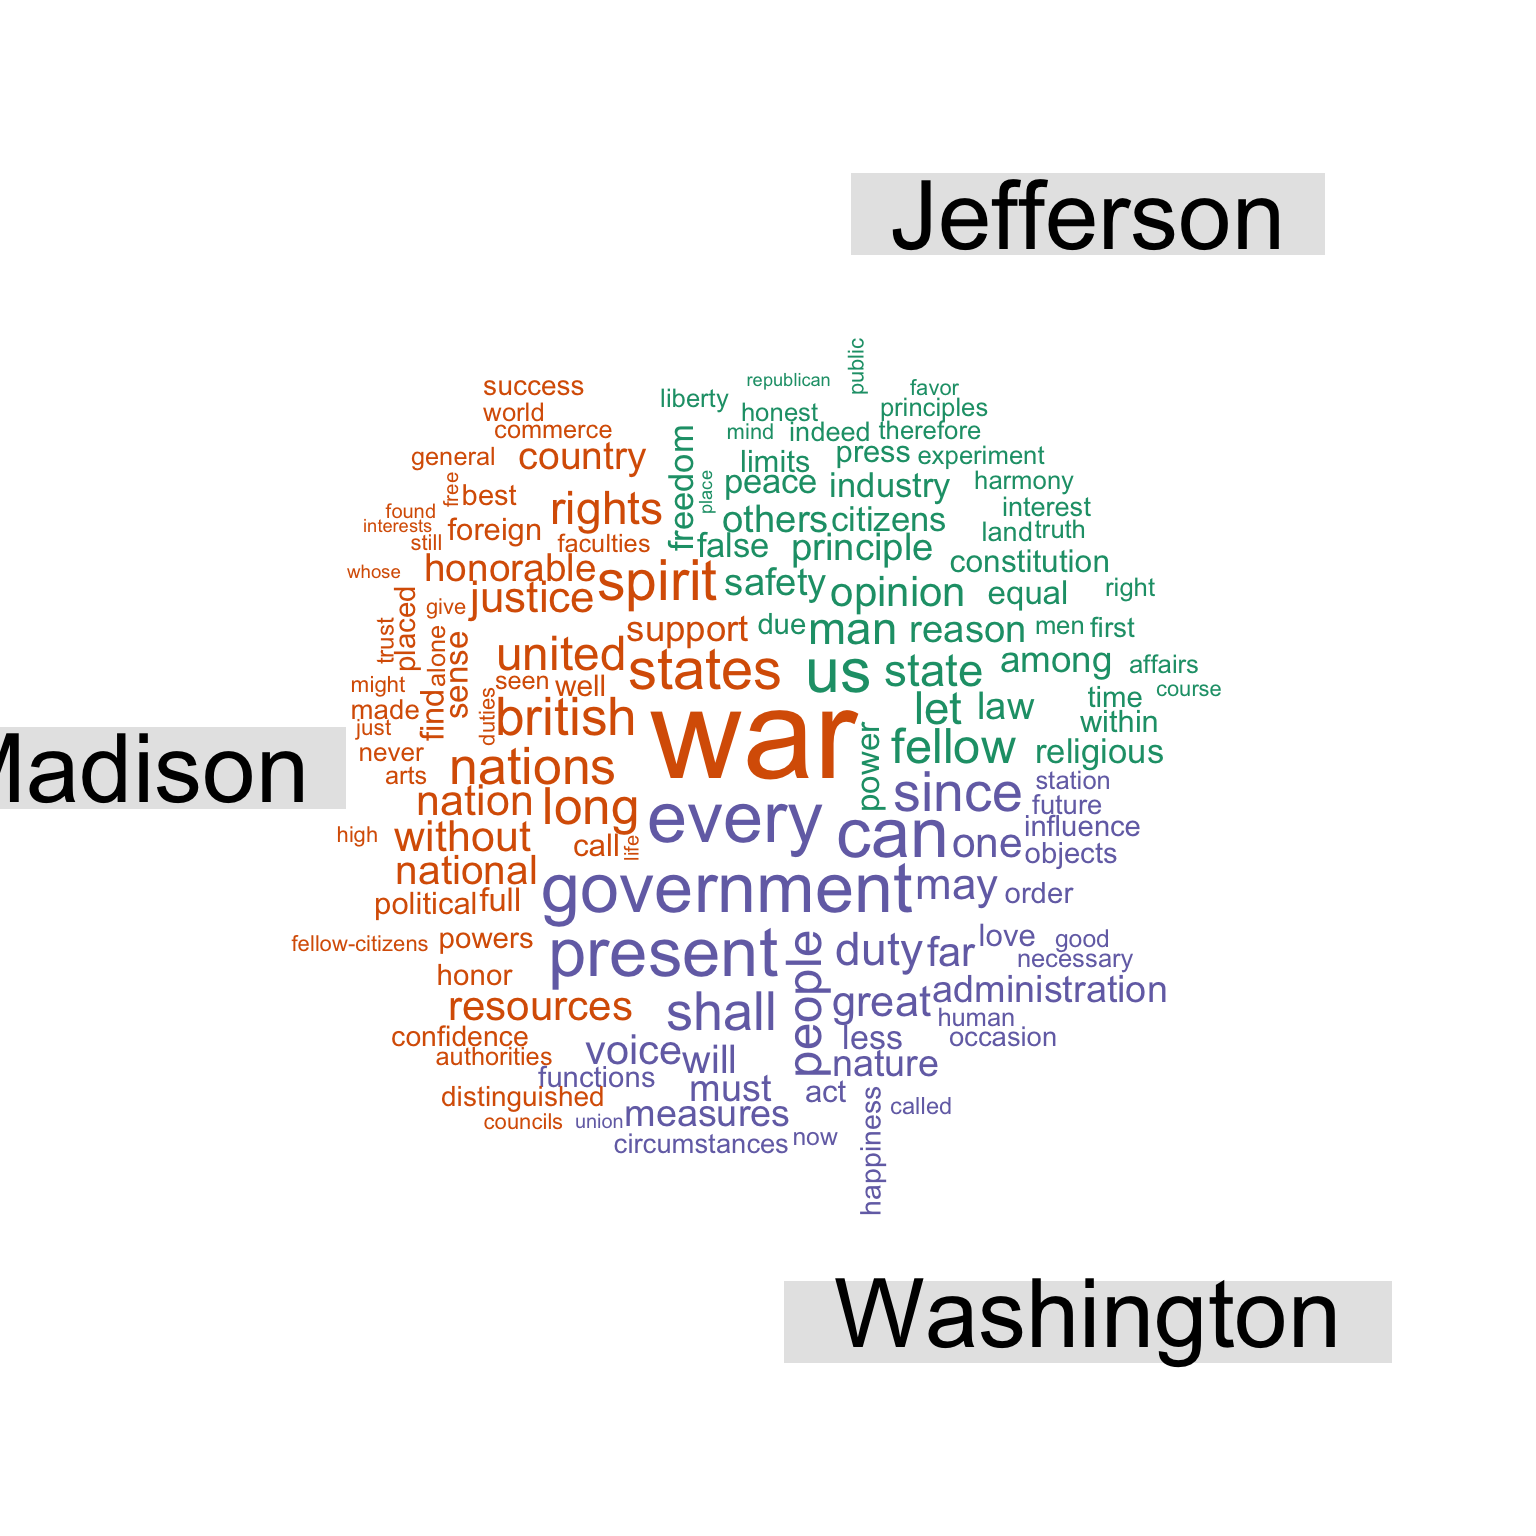 Jefferson
public
republican
favor
success
liberty
principles
world
honest
commerce
mind
indeed
therefore
general
country
freedom
limits
press
experiment
free
best
place
peace
industry
harmony
found
rights
interest
interests
foreign
others
citizens
land
truth
still
faculties
false
principle
whose
honorable
spirit
safety
constitution
give
justice
opinion
equal
right
trust
placed
support
due
man
reason
men
first
alone
sense
united
states
us
state
among
affairs
might
find
seen
well
time
course
made
duties
british
let
law
within
just
war
Madison
never
power
fellow
religious
arts
nations
since
station
nation
long
future
high
without
call
life
every
can
one
influence
objects
national
government
may
order
political
full
fellow-citizens
powers
present
people
duty
far
love
good
necessary
honor
administration
resources
shall
great
human
confidence
less
occasion
authorities
voice
will
nature
functions
distinguished
must
act
happiness
called
councils
union
measures
circumstances
now
Washington